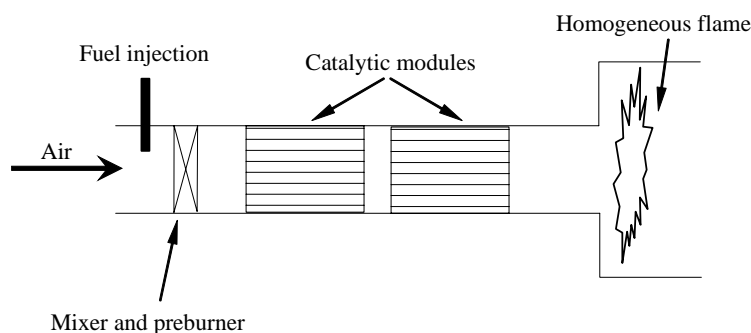 Homogeneous flame
Fuel injection
Catalytic modules
Air
Mixer and preburner